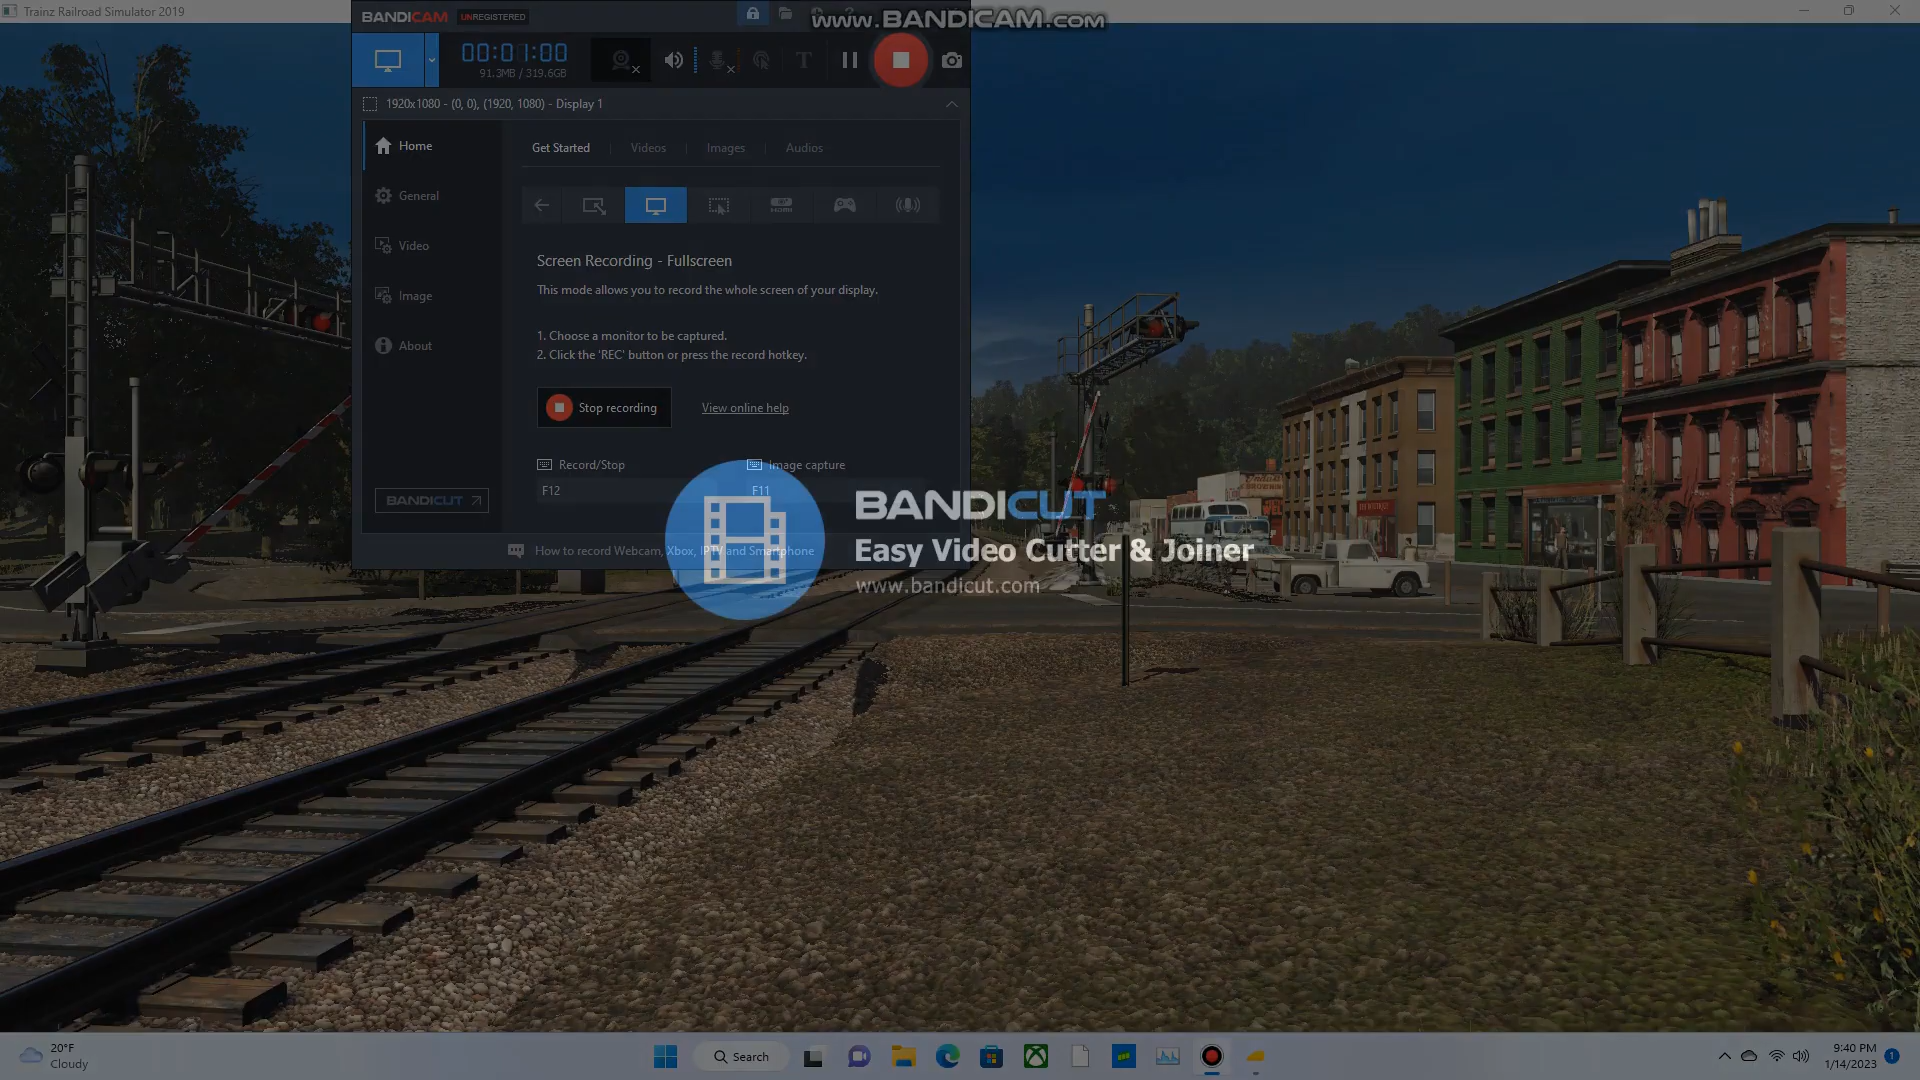 Trainz Railroad Simulator 2019
BANDICAM UNREGISTERED
www.BANDICAM.com
00:01:00
91.3MB / 319.6GB
1920x1080 - (0, 0), (1920, 1080) - Display 1
Home
General
Video
Image
About
BANDICUT
Get Started
Videos
Images
Audios
Screen Recording - Fullscreen
This mode allows you to record the whole screen of your display.
1. Choose a monitor to be captured.
2. Click the 'REC' button or press the record hotkey.
Stop recording
View online help
Record/Stop
Image capture
F12
F11
How to record Webcam, Xbox, IPTV and Smartphone
BANDICUT
Easy Video Cutter & Joiner
www.bandicut.com
20°F
Cloudy
Search
9:40 PM
1/14/2023
1